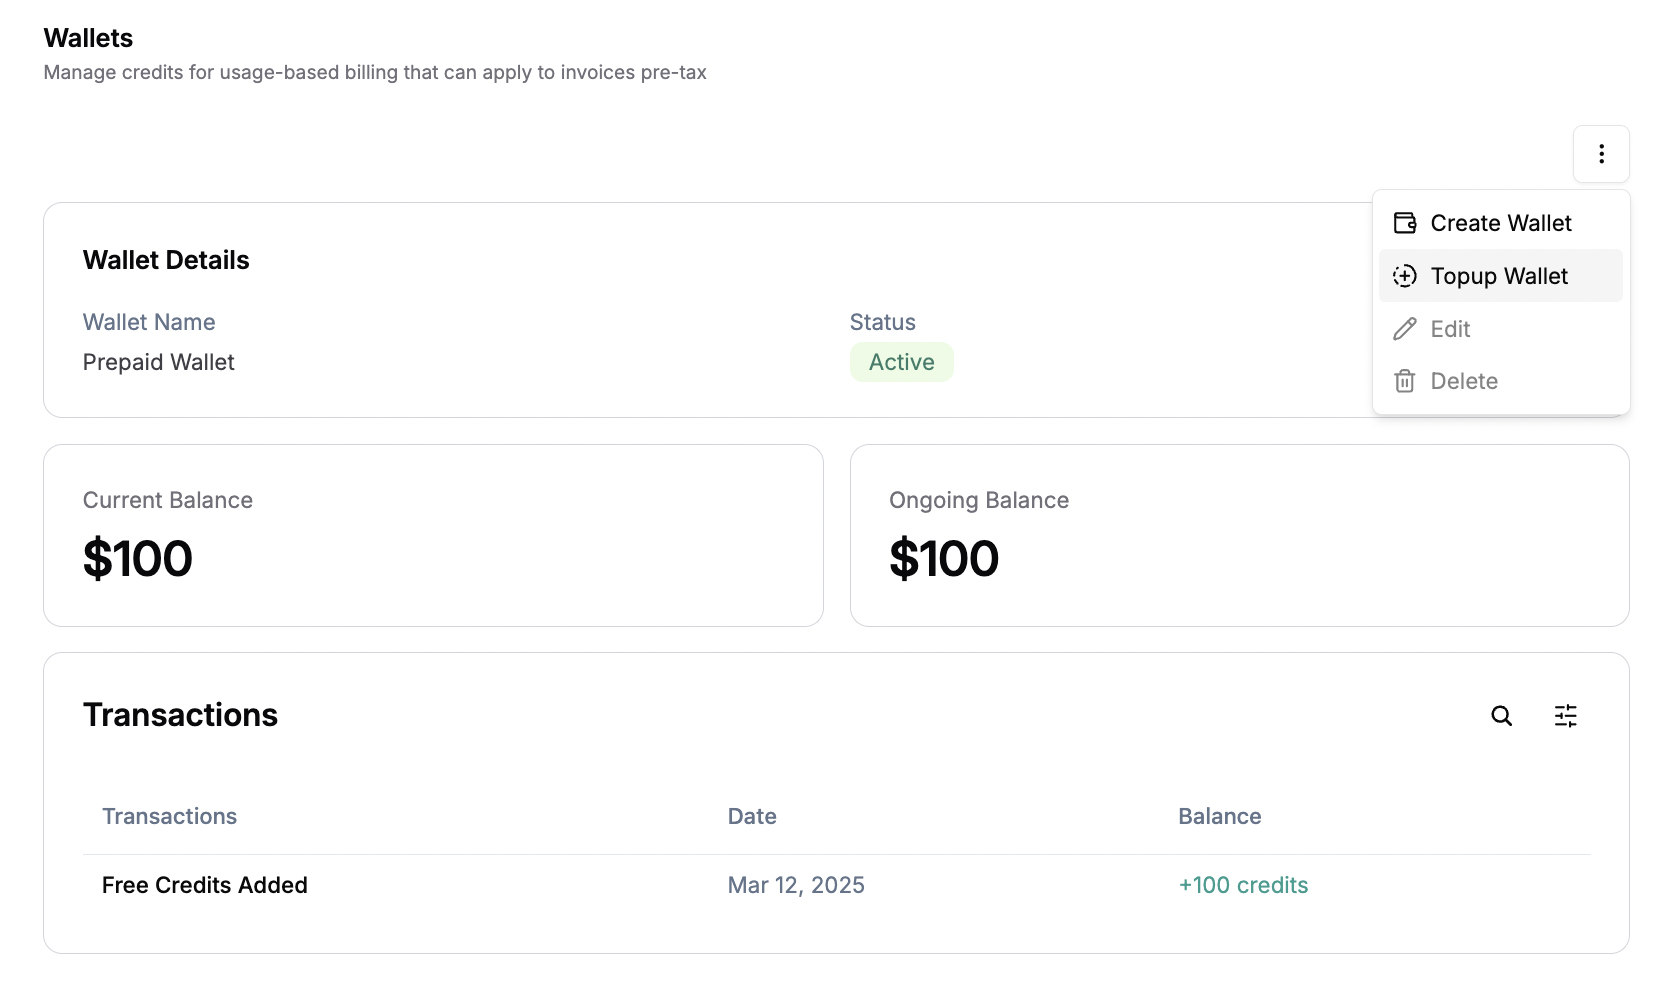 Wallets
Manage credits for usage-based billing that can apply to invoices pre-tax
Create Wallet
Topup Wallet
Edit
Delete
Wallet Details
Wallet Name
Prepaid Wallet
Status
Active
Current Balance
$100
Ongoing Balance
$100
Transactions
Transactions Date Balance
Free Credits Added Mar 12, 2025 +100 credits